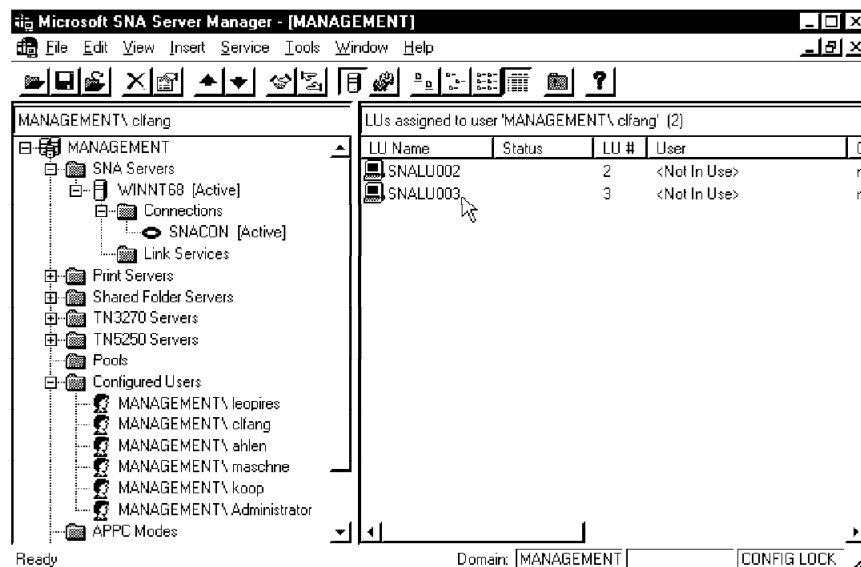 Microsoft SNA Server Manager - [MANAGEMENT]
File Edit View Insert Service Tools Window Help
MANAGEMENT\ clfang
LUs assigned to user 'MANAGEMENT\ clfang' (2)
MANAGEMENT
SNA Servers
WINNT68 [Active]
Connections
SNACON [Active]
Link Services
Print Servers
Shared Folder Servers
TN3270 Servers
TN5250 Servers
Pools
Configured Users
MANAGEMENT\ leopires
MANAGEMENT\ clfang
MANAGEMENT\ ahlen
MANAGEMENT\ maschne
MANAGEMENT\ koop
MANAGEMENT\ Administrator
APPC Modes
LU Name Status LU # User
SNALU002 2 <Not In Use>
SNALU003 3 <Not In Use>
Ready Domain: MANAGEMENT CONFIG LOCK